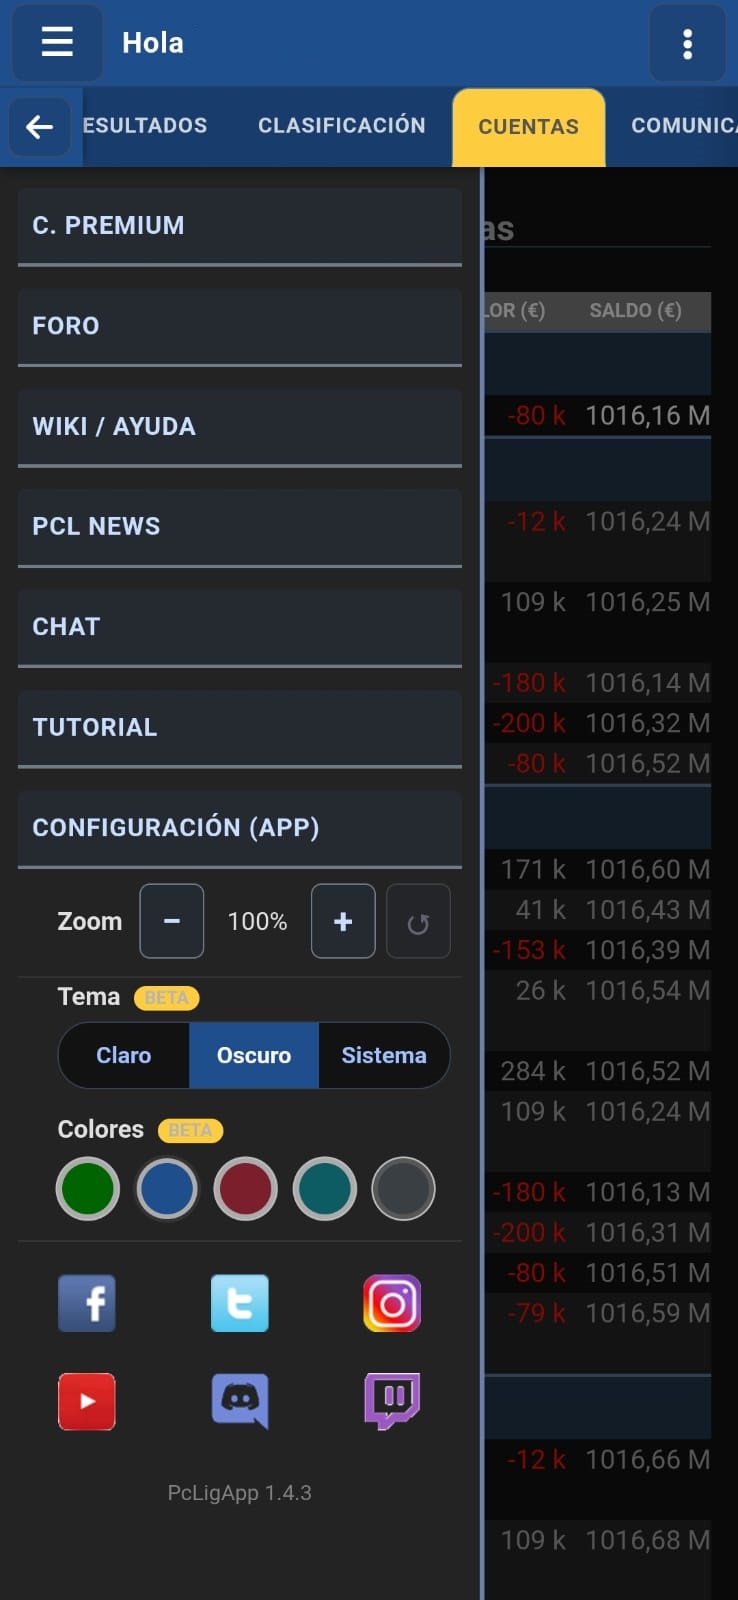 Hola
ESULTADOS CLASIFICACIÓN CUENTAS COMUNICA
C. PREMIUM
FORO
WIKI / AYUDA
PCL NEWS
CHAT
TUTORIAL
CONFIGURACIÓN (APP)
Zoom − 100% +
Tema BETA
Claro Oscuro Sistema
Colores BETA
PcLigApp 1.4.3
as
LOR (€) SALDO (€)
-80 k 1016,16 M
-12 k 1016,24 M
109 k 1016,25 M
-180 k 1016,14 M
-200 k 1016,32 M
-80 k 1016,52 M
171 k 1016,60 M
41 k 1016,43 M
-153 k 1016,39 M
26 k 1016,54 M
284 k 1016,52 M
109 k 1016,24 M
-180 k 1016,13 M
-200 k 1016,31 M
-80 k 1016,51 M
-79 k 1016,59 M
-12 k 1016,66 M
109 k 1016,68 M